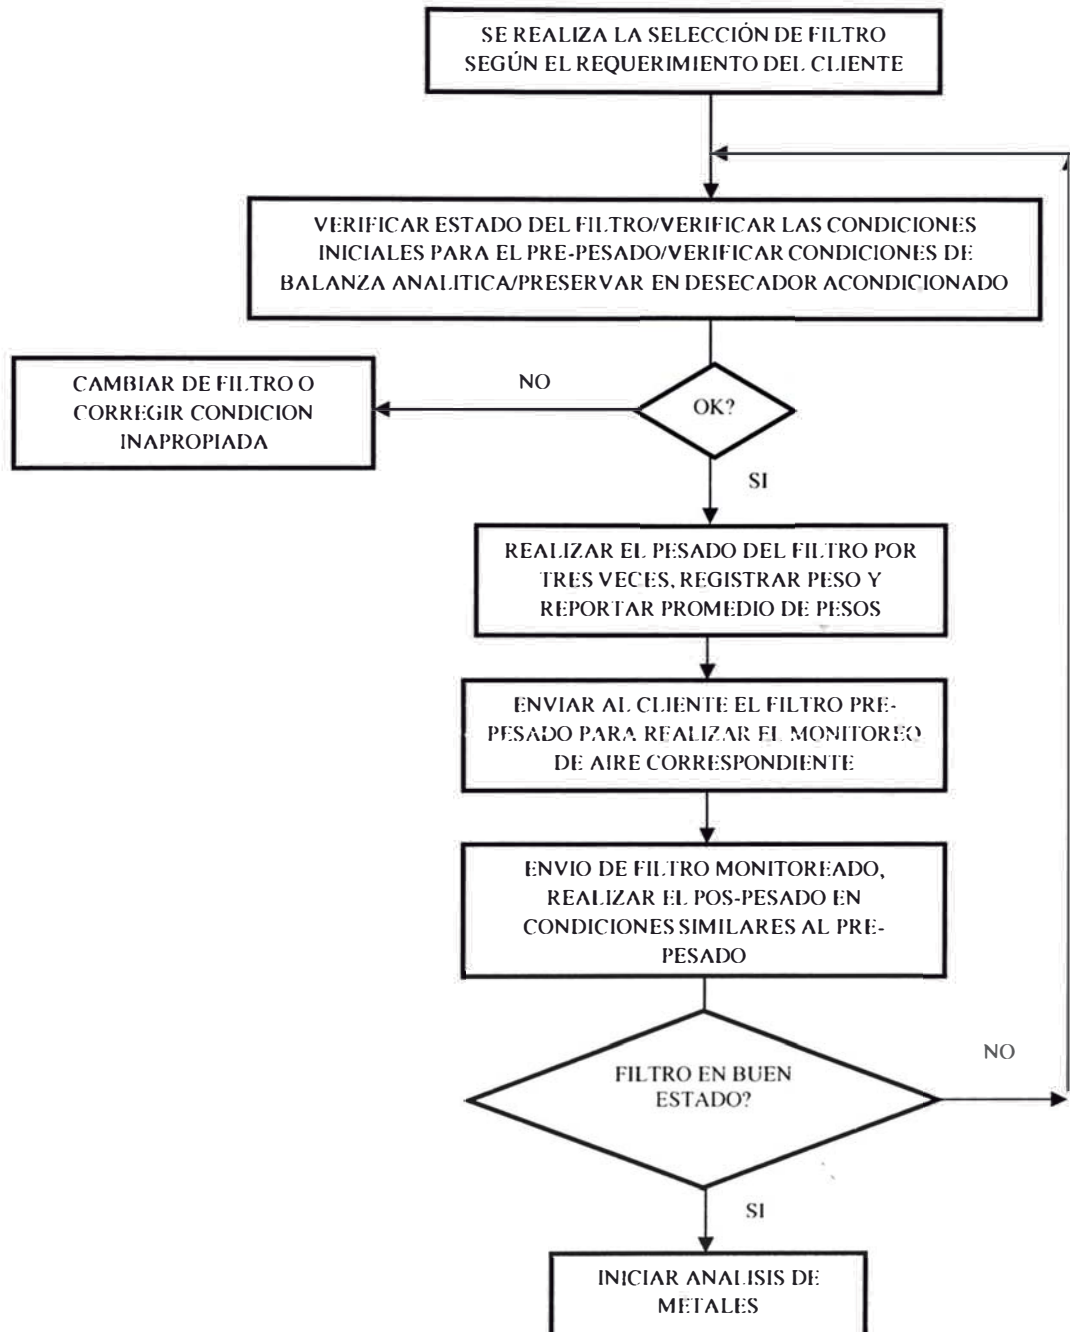 SE REALIZA LA SELECCIÓN DE FILTRO
SEGÚN EL REQUERIMIENTO DEL CLIENTE
VERIFICAR ESTADO DEL FILTRO/VERIFICAR LAS CONDICIONES
INICIALES PARA EL PRE-PESADO/VERIFICAR CONDICIONES DE
BALANZA ANALITICA/PRESERVAR EN DESECADOR ACONDICIONADO
CAMBIAR DE FILTRO O
CORREGIR CONDICION
INAPROPIADA
NO
OK?
SI
REALIZAR EL PESADO DEL FILTRO POR
TRES VECES, REGISTRAR PESO Y
REPORTAR PROMEDIO DE PESOS
ENVIAR AL CLIENTE EL FILTRO PRE-
PESADO PARA REALIZAR EL MONITOREO
DE AIRE CORRESPONDIENTE
ENVIO DE FILTRO MONITOREADO,
REALIZAR EL POS-PESADO EN
CONDICIONES SIMILARES AL PRE-
PESADO
FILTRO EN BUEN
ESTADO?
NO
SI
INICIAR ANALISIS DE
METALES